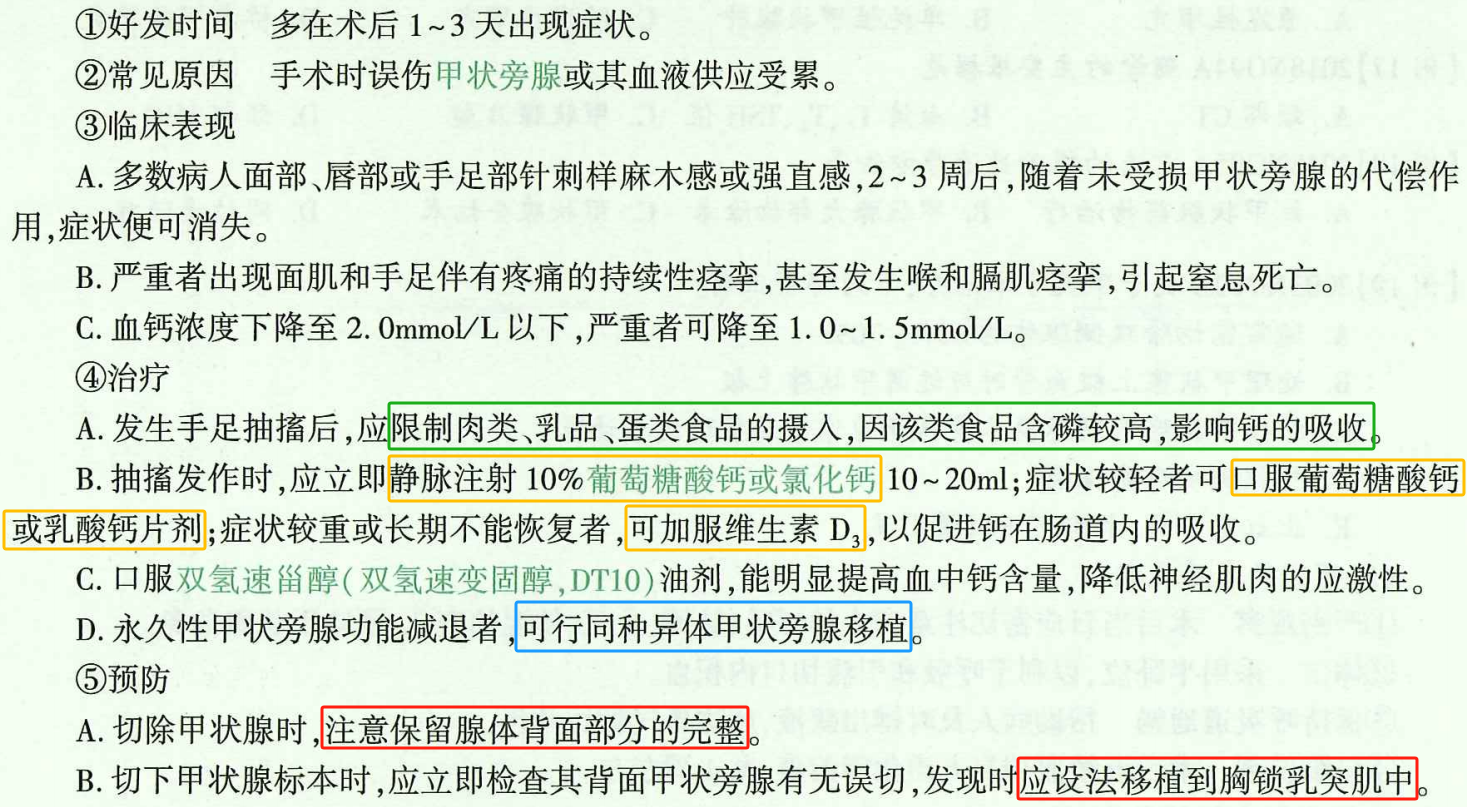 ①好发时间　多在术后 1~3 天出现症状。
②常见原因　手术时误伤甲状旁腺或其血液供应受累。
③临床表现
A. 多数病人面部、唇部或手足部针刺样麻木感或强直感,2~3 周后,随着未受损甲状旁腺的代偿作
用,症状便可消失。
B. 严重者出现面肌和手足伴有疼痛的持续性痉挛,甚至发生喉和膈肌痉挛,引起窒息死亡。
C. 血钙浓度下降至 2. 0mmol/L 以下,严重者可降至 1. 0~1. 5mmol/L。
④治疗
A. 发生手足抽搐后,应限制肉类、乳品、蛋类食品的摄入,因该类食品含磷较高,影响钙的吸收。
B. 抽搐发作时,应立即静脉注射 10%葡萄糖酸钙或氯化钙 10~20ml;症状较轻者可口服葡萄糖酸钙
或乳酸钙片剂;症状较重或长期不能恢复者,可加服维生素 D₃,以促进钙在肠道内的吸收。
C. 口服双氢速甾醇(双氢速变固醇,DT10)油剂,能明显提高血中钙含量,降低神经肌肉的应激性。
D. 永久性甲状旁腺功能减退者,可行同种异体甲状旁腺移植。
⑤预防
A. 切除甲状腺时,注意保留腺体背面部分的完整。
B. 切下甲状腺标本时,应立即检查其背面甲状旁腺有无误切,发现时应设法移植到胸锁乳突肌中。